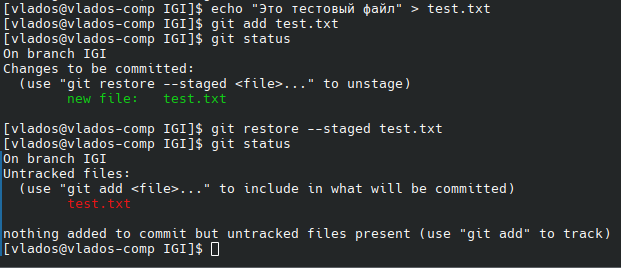 [vlados@vlados-comp IGI]$ echo "Это тестовый файл" > test.txt
[vlados@vlados-comp IGI]$ git add test.txt
[vlados@vlados-comp IGI]$ git status
On branch IGI
Changes to be committed:
  (use "git restore --staged <file>..." to unstage)
        new file:   test.txt

[vlados@vlados-comp IGI]$ git restore --staged test.txt
[vlados@vlados-comp IGI]$ git status
On branch IGI
Untracked files:
  (use "git add <file>..." to include in what will be committed)
        test.txt

nothing added to commit but untracked files present (use "git add" to track)
[vlados@vlados-comp IGI]$